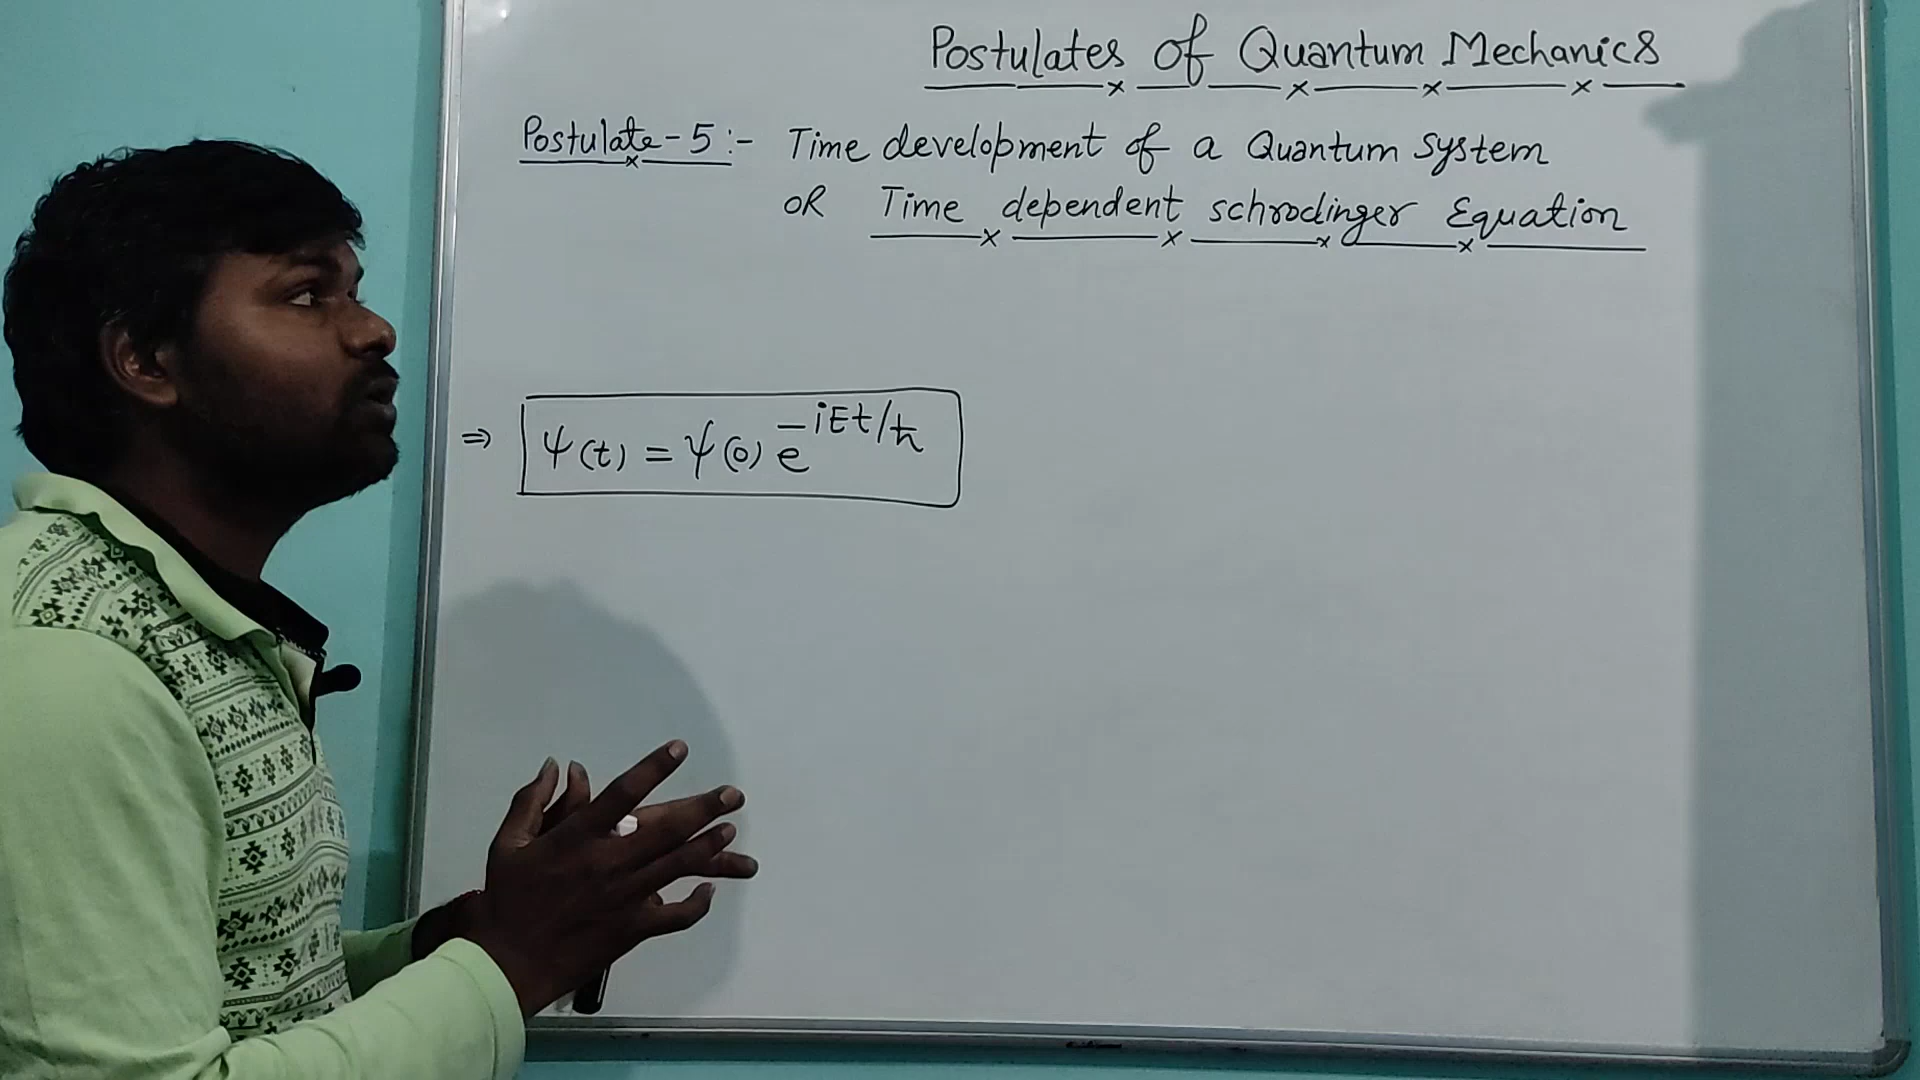 Postulates of Quantum Mechanics
Postulate-5:- Time development of a Quantum System
OR Time dependent schrodinger Equation
⇒ ψ(t) = ψ(0) e^-iEt/ħ